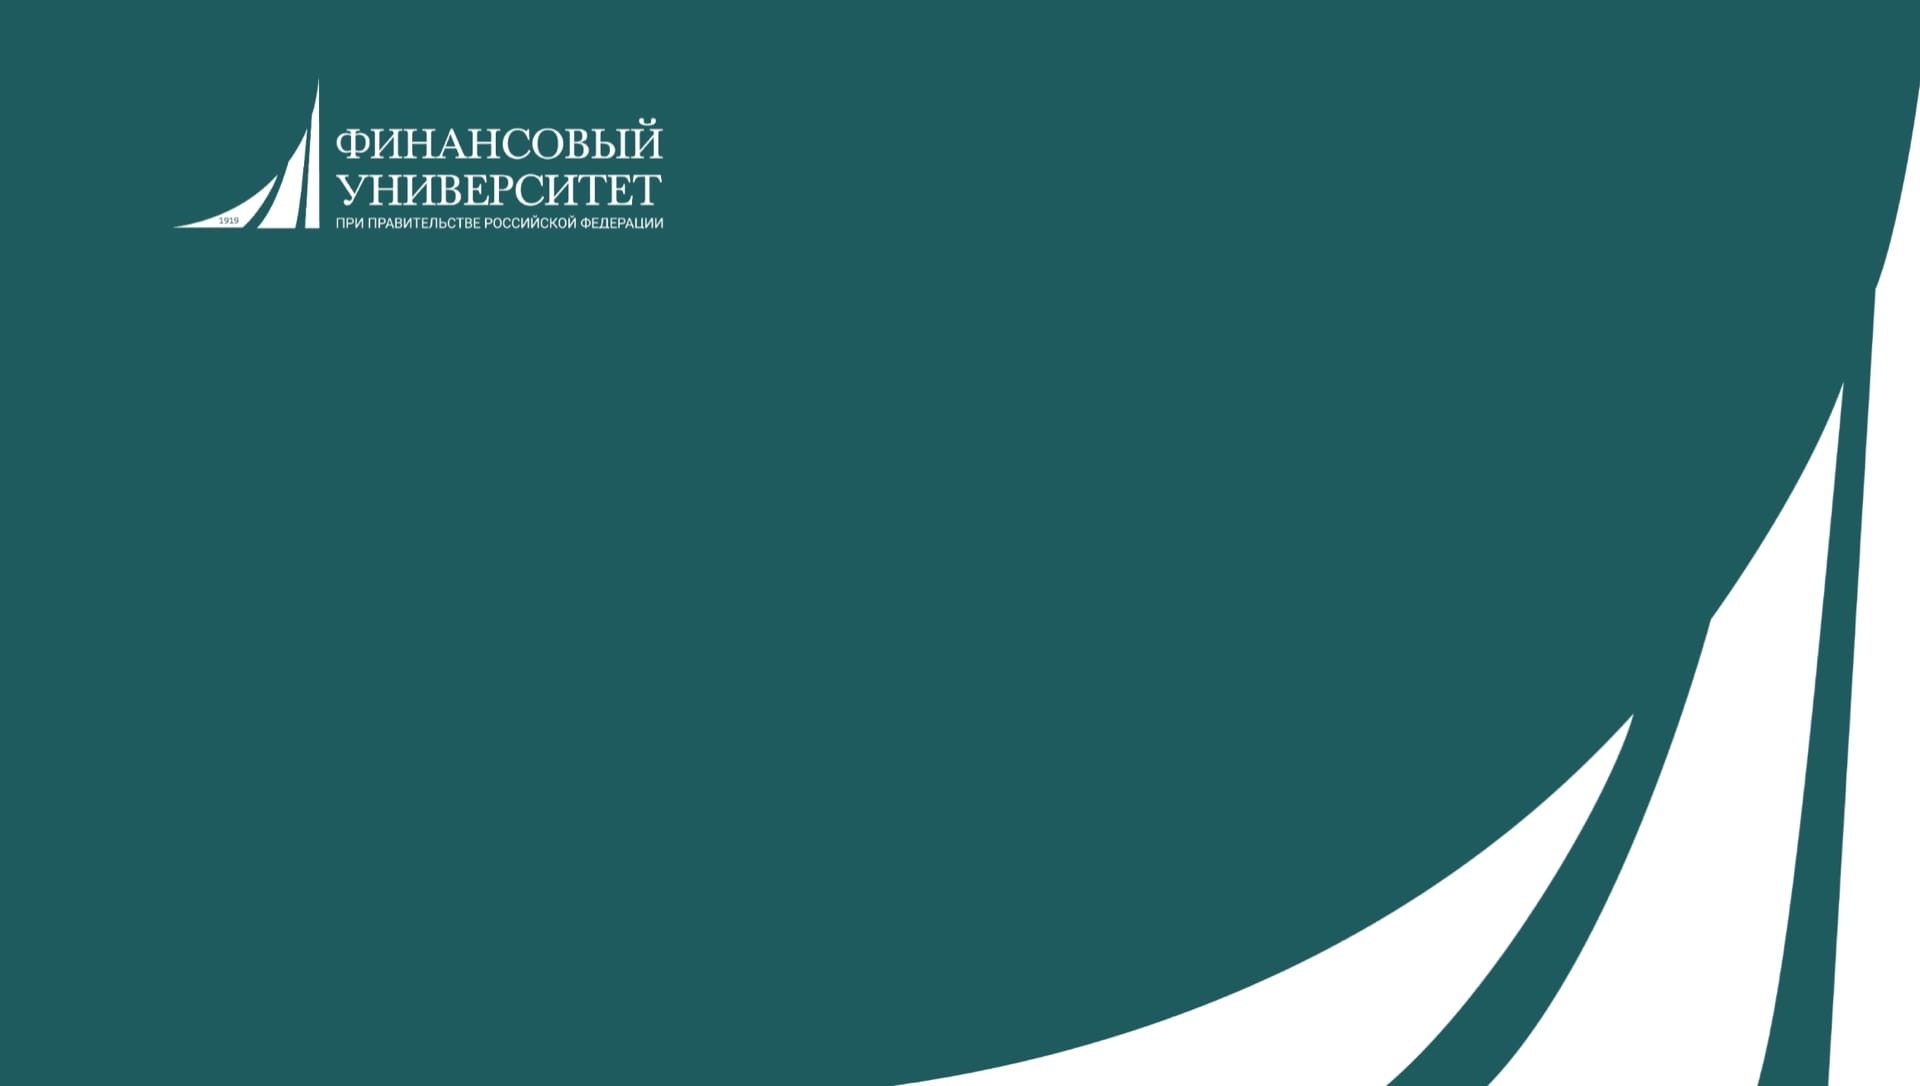 ФИНАНСОВЫЙ
УНИВЕРСИТЕТ
ПРИ ПРАВИТЕЛЬСТВЕ РОССИЙСКОЙ ФЕДЕРАЦИИ
1919